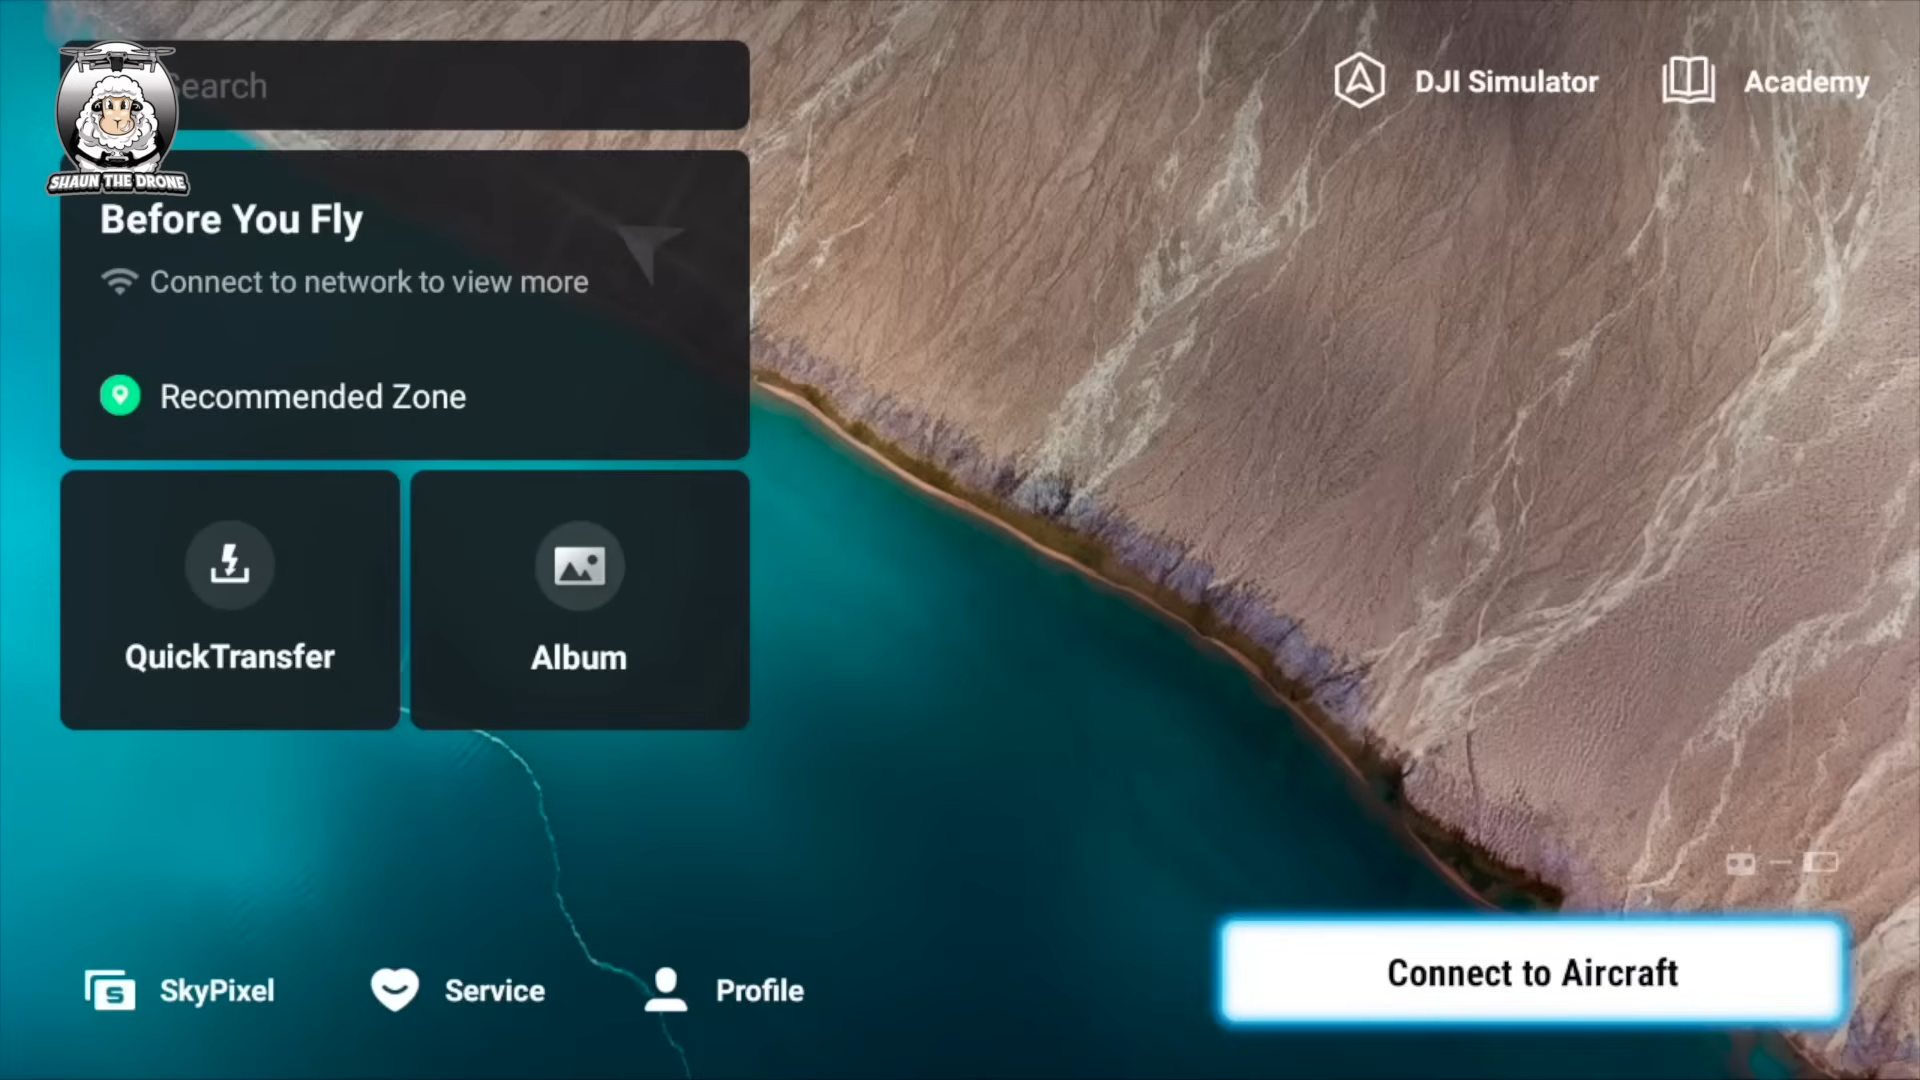 Search
SHAUN THE DRONE
DJI Simulator
Academy
Before You Fly
Connect to network to view more
Recommended Zone
QuickTransfer
Album
SkyPixel
Service
Profile
Connect to Aircraft